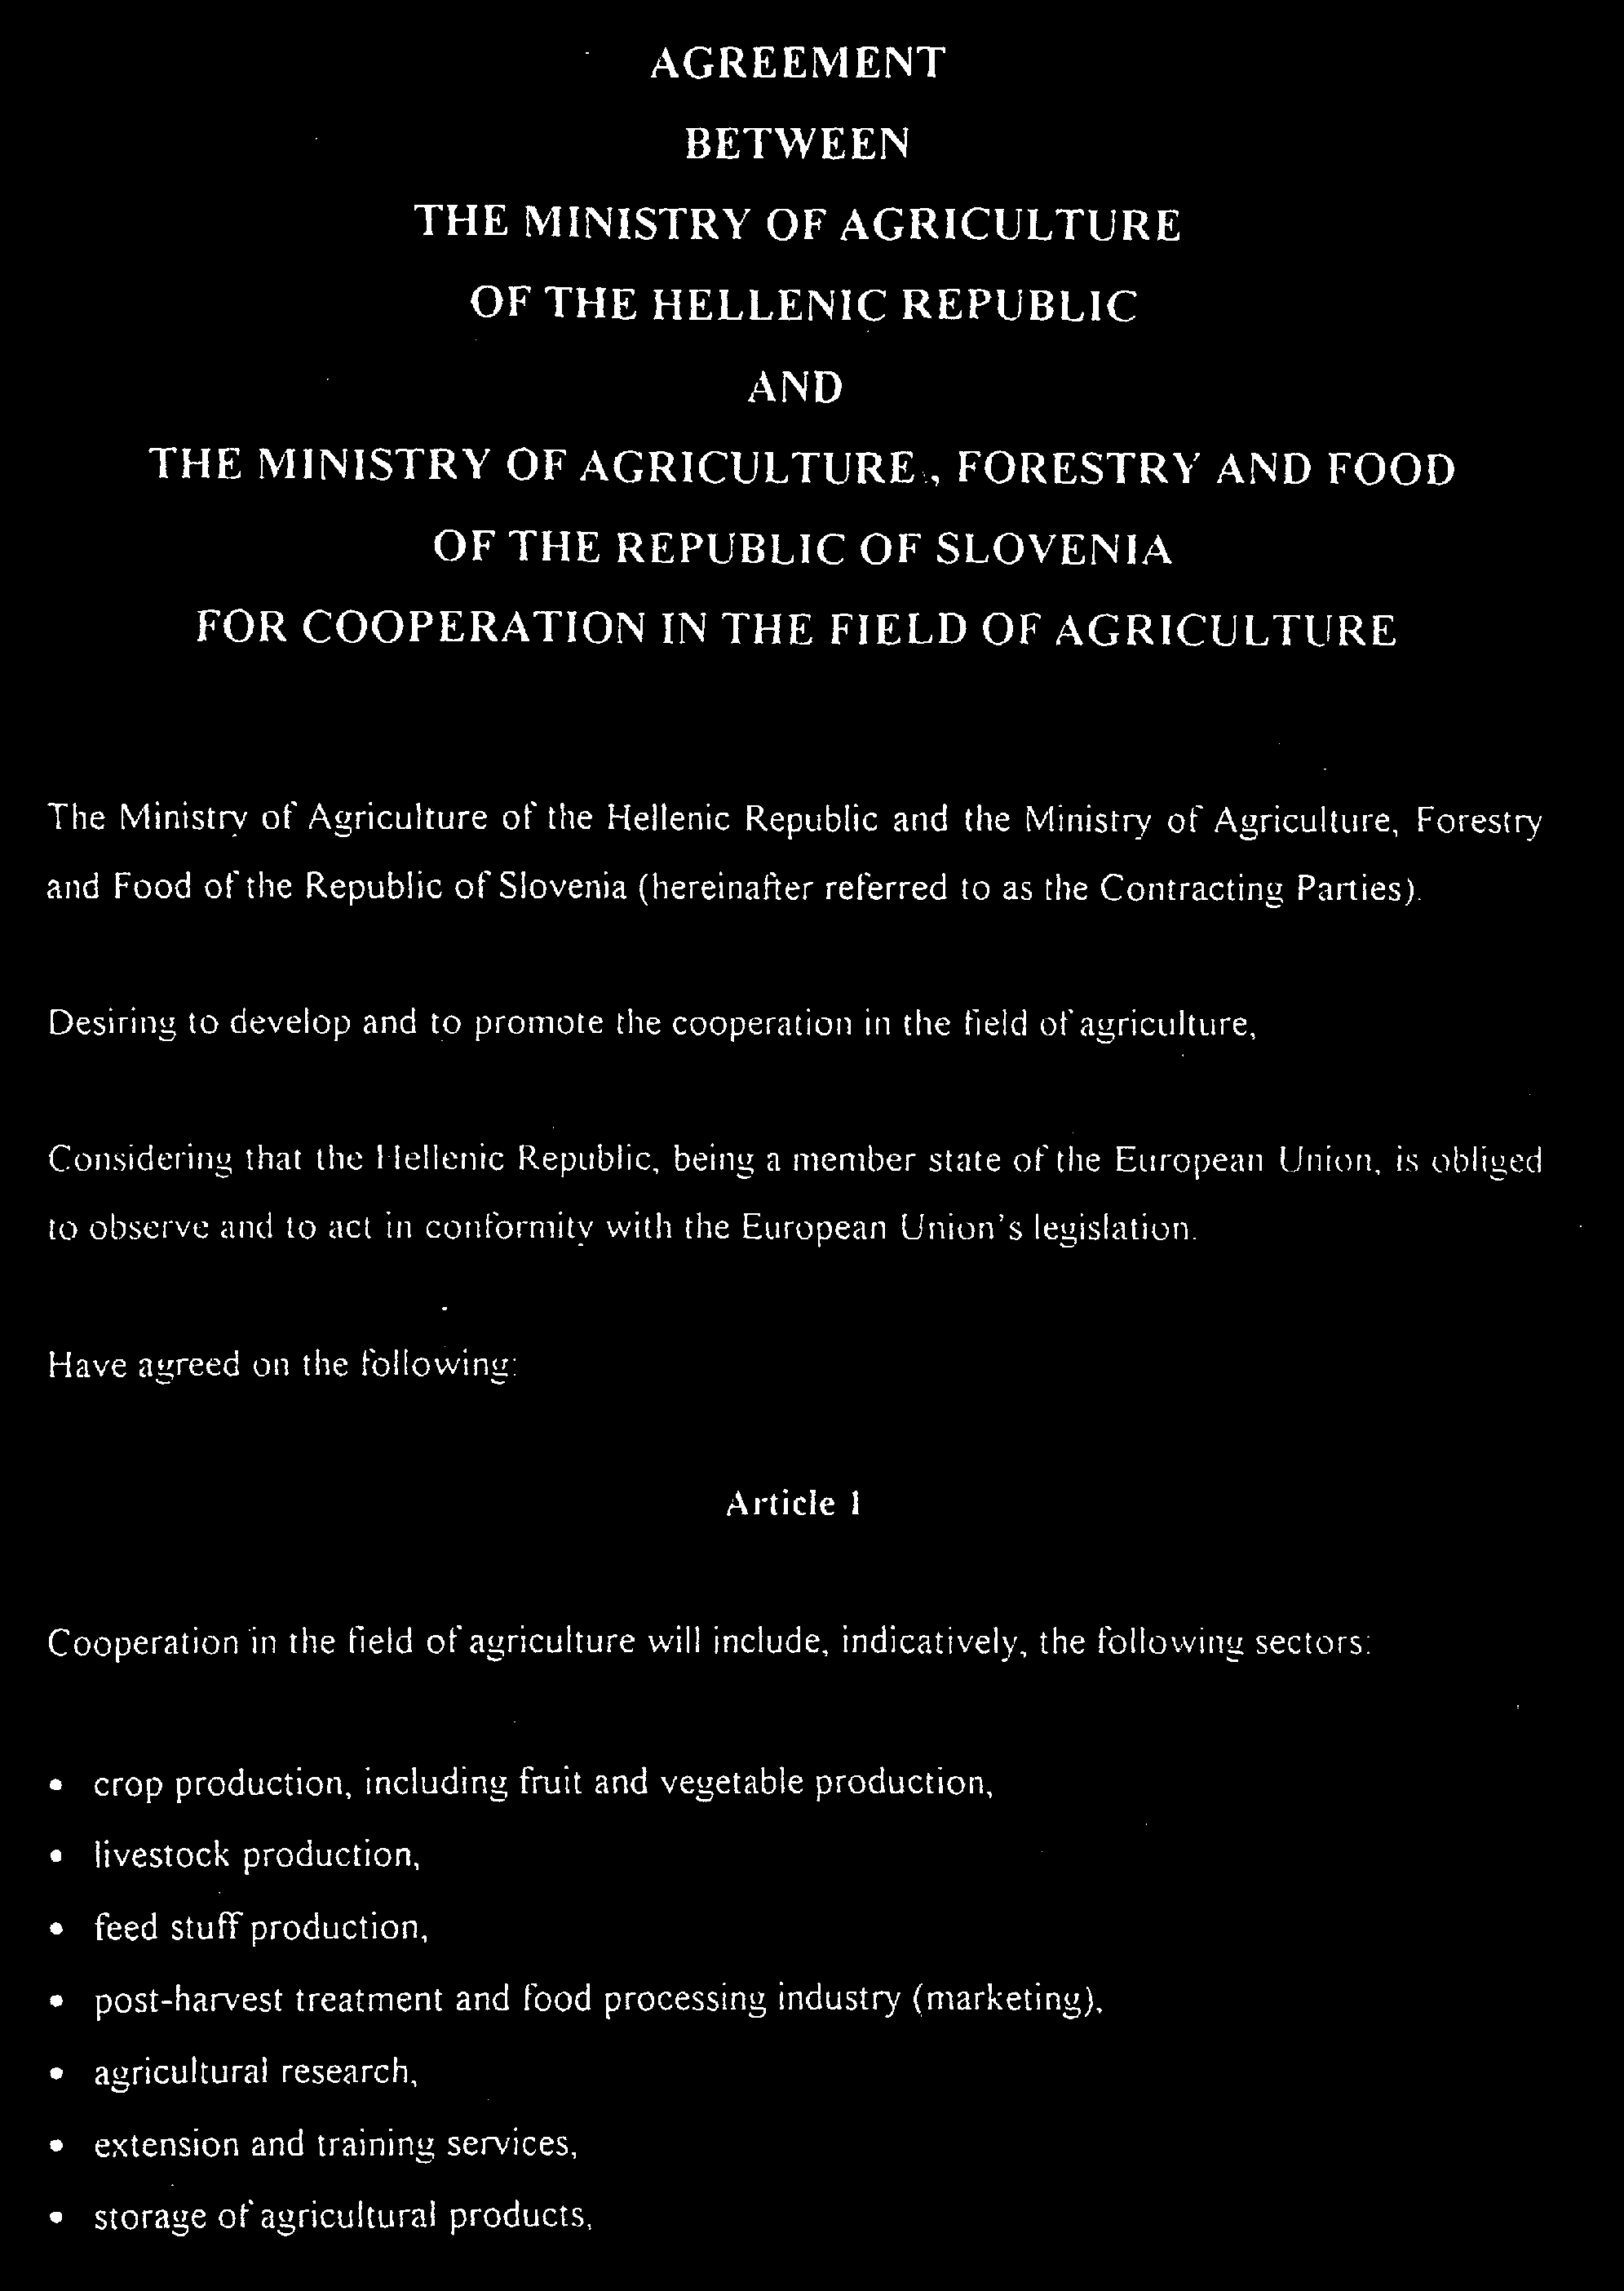 AGREEMENT
BETWEEN
THE MINISTRY OF AGRICULTURE
OF THE HELLENIC REPUBLIC
AND
THE MINISTRY OF AGRICULTURE, FORESTRY AND FOOD
OF THE REPUBLIC OF SLOVENIA
FOR COOPERATION IN THE FIELD OF AGRICULTURE
The Ministry of Agriculture of the Hellenic Republic and the Ministry of Agriculture, Forestry
and Food of the Republic of Slovenia (hereinafter referred to as the Contracting Parties).
Desiring to develop and to promote the cooperation in the field of agriculture,
Considering that the Hellenic Republic, being a member state of the European Union, is obliged
to observe and to act in conformity with the European Union's legislation.
Have agreed on the following:
Article 1
Cooperation in the field of agriculture will include, indicatively, the following sectors:
• crop production, including fruit and vegetable production,
• livestock production,
• feed stuff production,
• post-harvest treatment and food processing industry (marketing),
• agricultural research,
• extension and training services,
• storage of agricultural products,